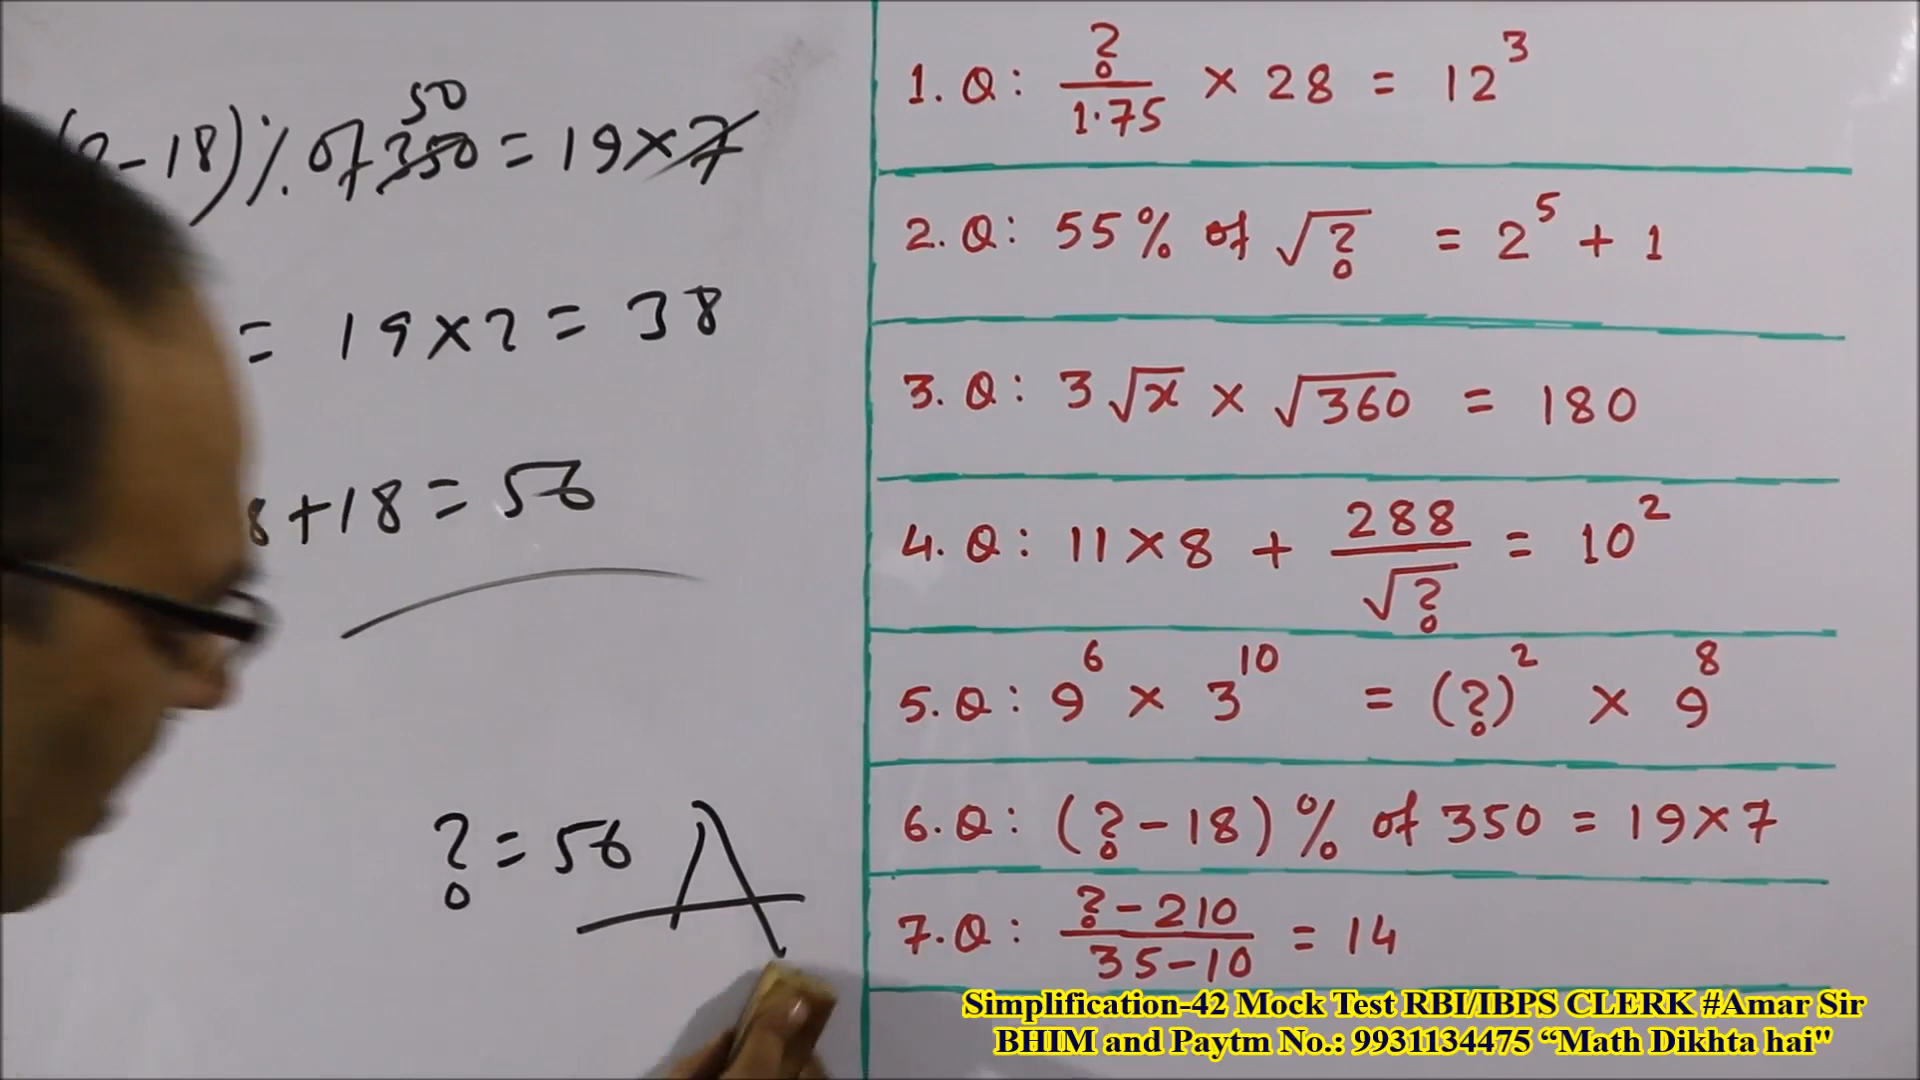 50
-18)% of 350 = 19×7
= 19×2 = 38
8+18 = 56
? = 56 A
1. Q: ?/1.75 × 28 = 12³
2. Q: 55% of √? = 2⁵ + 1
3. Q: 3√x × √360 = 180
4. Q: 11×8 + 288/√? = 10²
5. Q: 9⁶ × 3¹⁰ = (?)² × 9⁸
6. Q: (?-18)% of 350 = 19×7
7. Q: ?-210/35-10 = 14
Simplification-42 Mock Test RBI/IBPS CLERK #Amar Sir
BHIM and Paytm No.: 9931134475 “Math Dikhta hai"